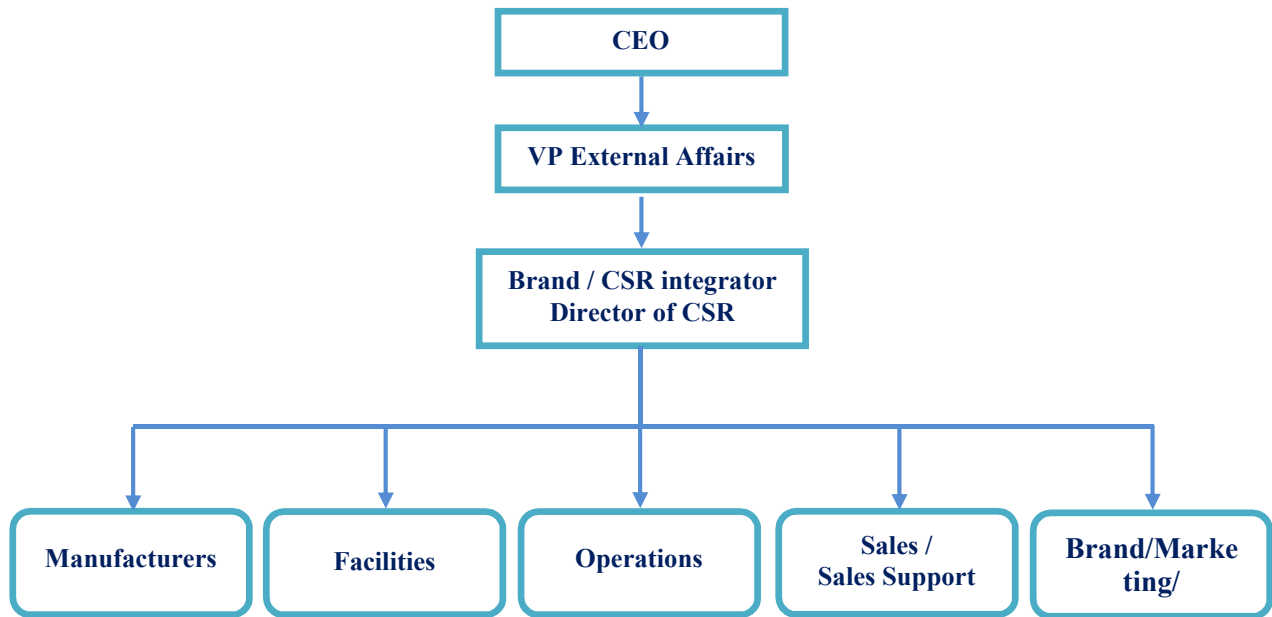 CEO
VP External Affairs
Brand / CSR integrator
Director of CSR
Manufacturers
Facilities
Operations
Sales /
Sales Support
Brand/Marke
ting/